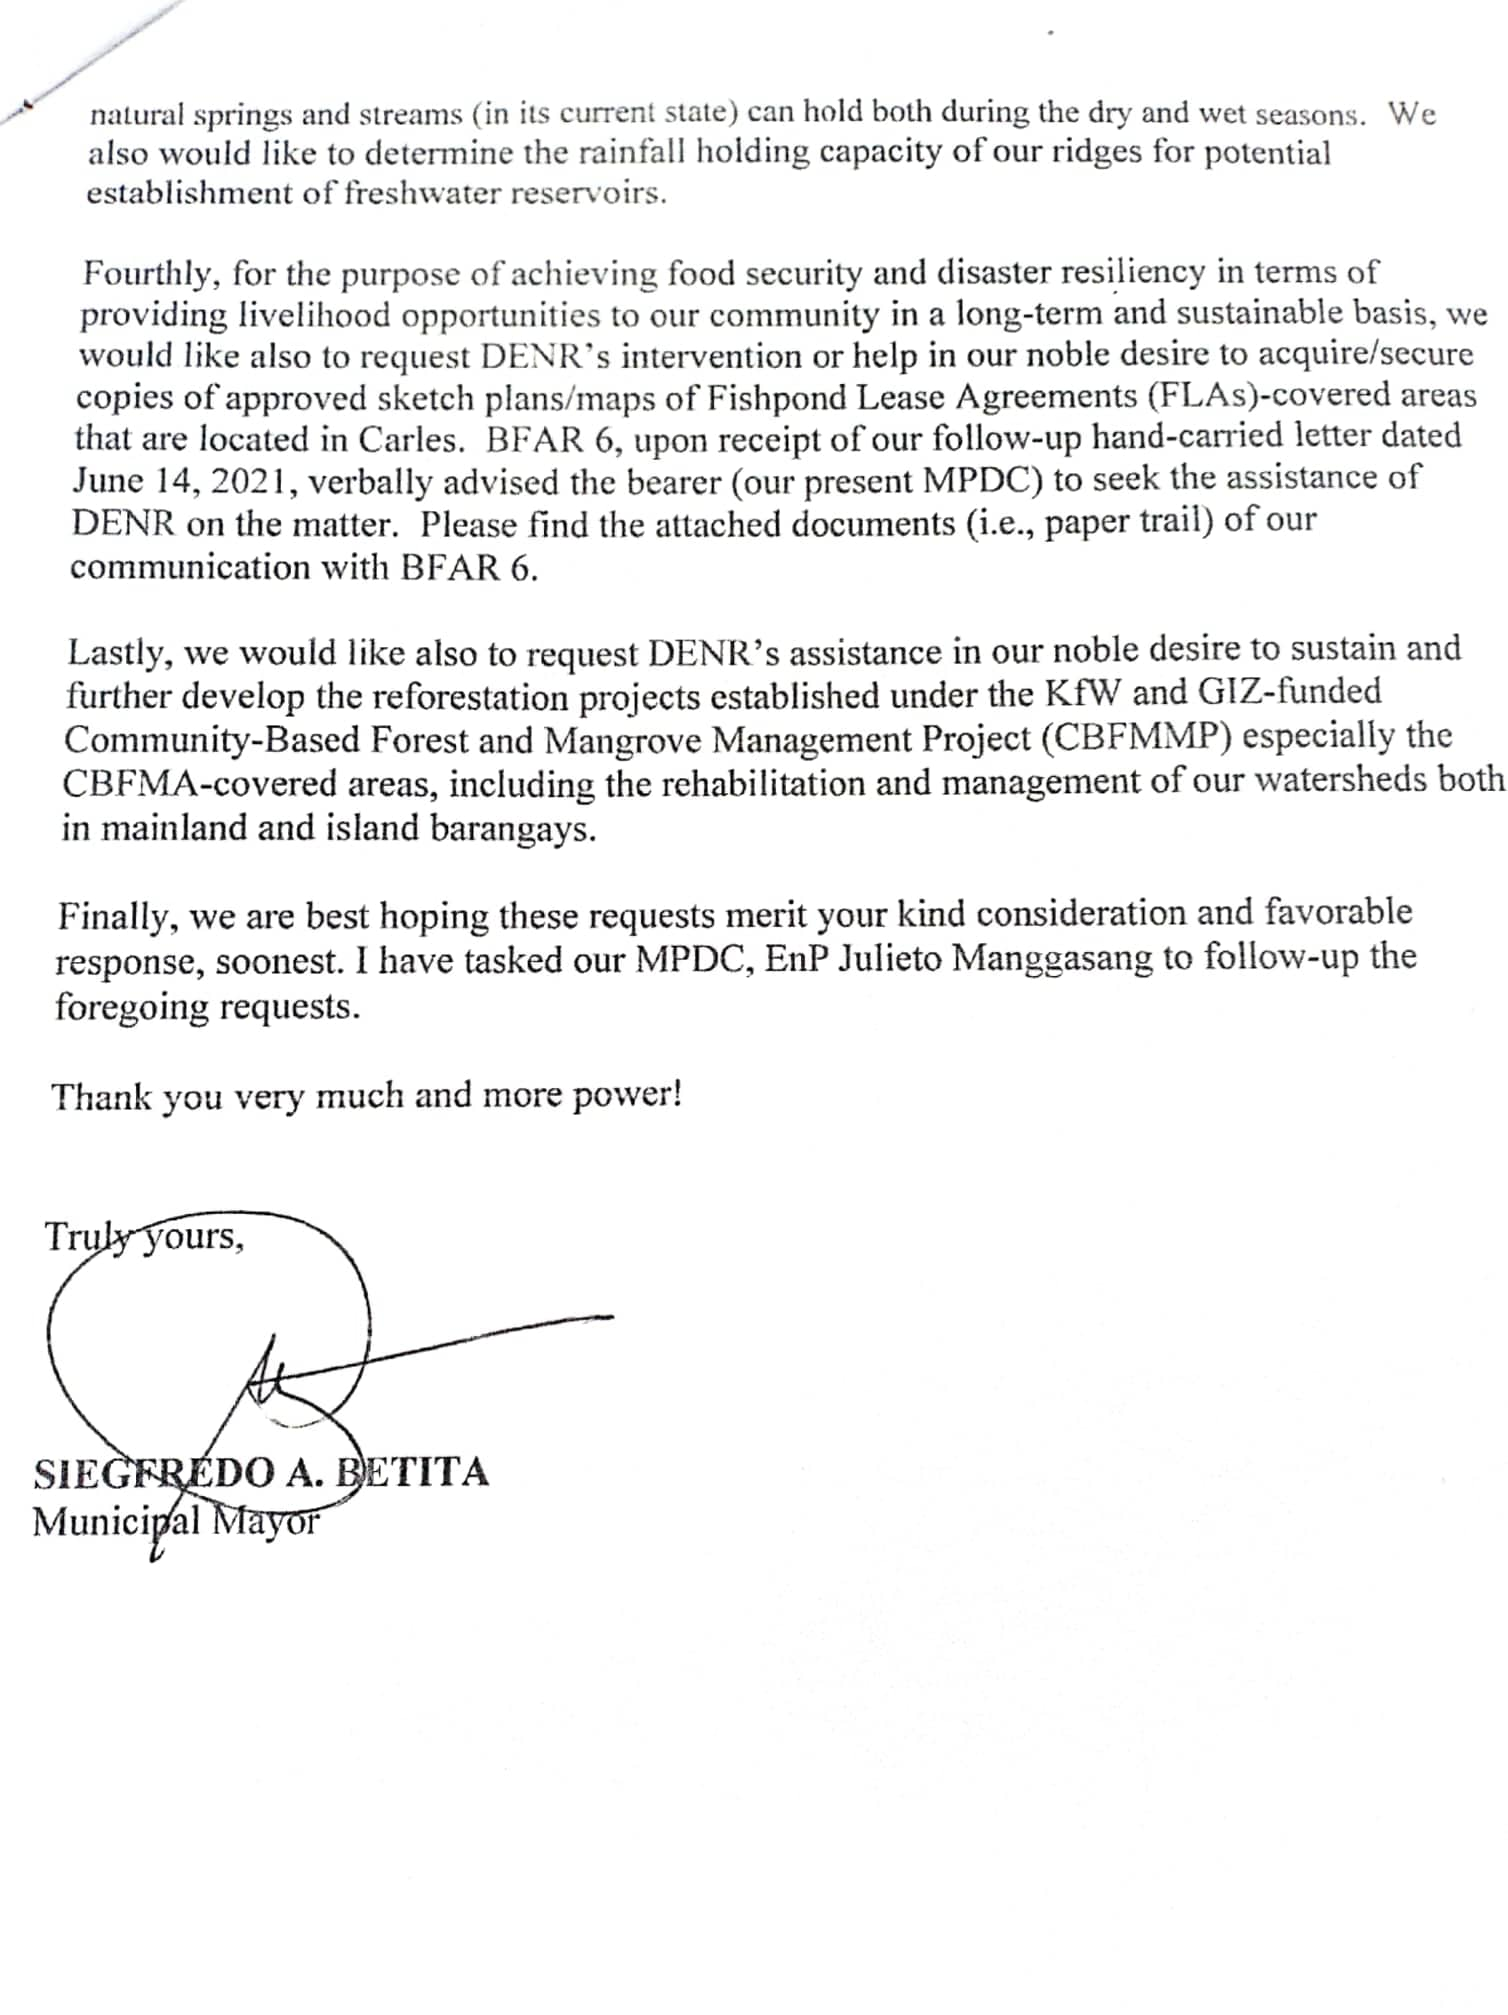 natural springs and streams (in its current state) can hold both during the dry and wet seasons. We
also would like to determine the rainfall holding capacity of our ridges for potential
establishment of freshwater reservoirs.
Fourthly, for the purpose of achieving food security and disaster resiliency in terms of
providing livelihood opportunities to our community in a long-term and sustainable basis, we
would like also to request DENR's intervention or help in our noble desire to acquire/secure
copies of approved sketch plans/maps of Fishpond Lease Agreements (FLAs)-covered areas
that are located in Carles. BFAR 6, upon receipt of our follow-up hand-carried letter dated
June 14, 2021, verbally advised the bearer (our present MPDC) to seek the assistance of
DENR on the matter. Please find the attached documents (i.e., paper trail) of our
communication with BFAR 6.
Lastly, we would like also to request DENR's assistance in our noble desire to sustain and
further develop the reforestation projects established under the KfW and GIZ-funded
Community-Based Forest and Mangrove Management Project (CBFMMP) especially the
CBFMA-covered areas, including the rehabilitation and management of our watersheds both
in mainland and island barangays.
Finally, we are best hoping these requests merit your kind consideration and favorable
response, soonest. I have tasked our MPDC, EnP Julieto Manggasang to follow-up the
foregoing requests.
Thank you very much and more power!
Truly yours,
SIEGFREDO A. BETITA
Municipal Mayor